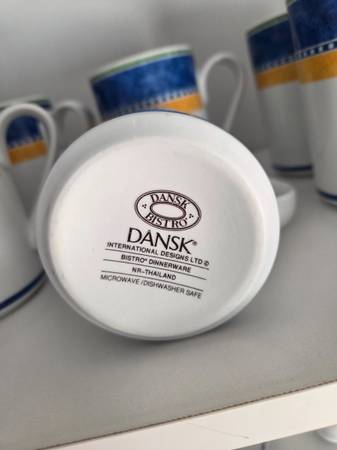 DANSK
BISTRO®
DANSK®
INTERNATIONAL DESIGNS LTD ©
BISTRO® DINNERWARE
NR-THAILAND
MICROWAVE/DISHWASHER SAFE